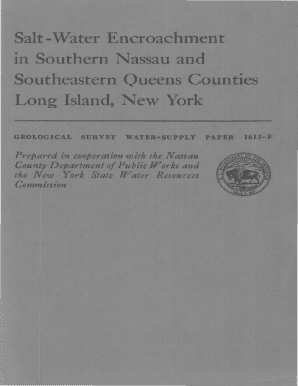 Salt-Water Encroachment
in Southern Nassau and
Southeastern Queens Counties
Long Island, New York
GEOLOGICAL SURVEY WATER-SUPPLY PAPER 1613-F
Prepared in cooperation with the Nassau
County Department of Public Works and
the New York State Water Resources
Commission